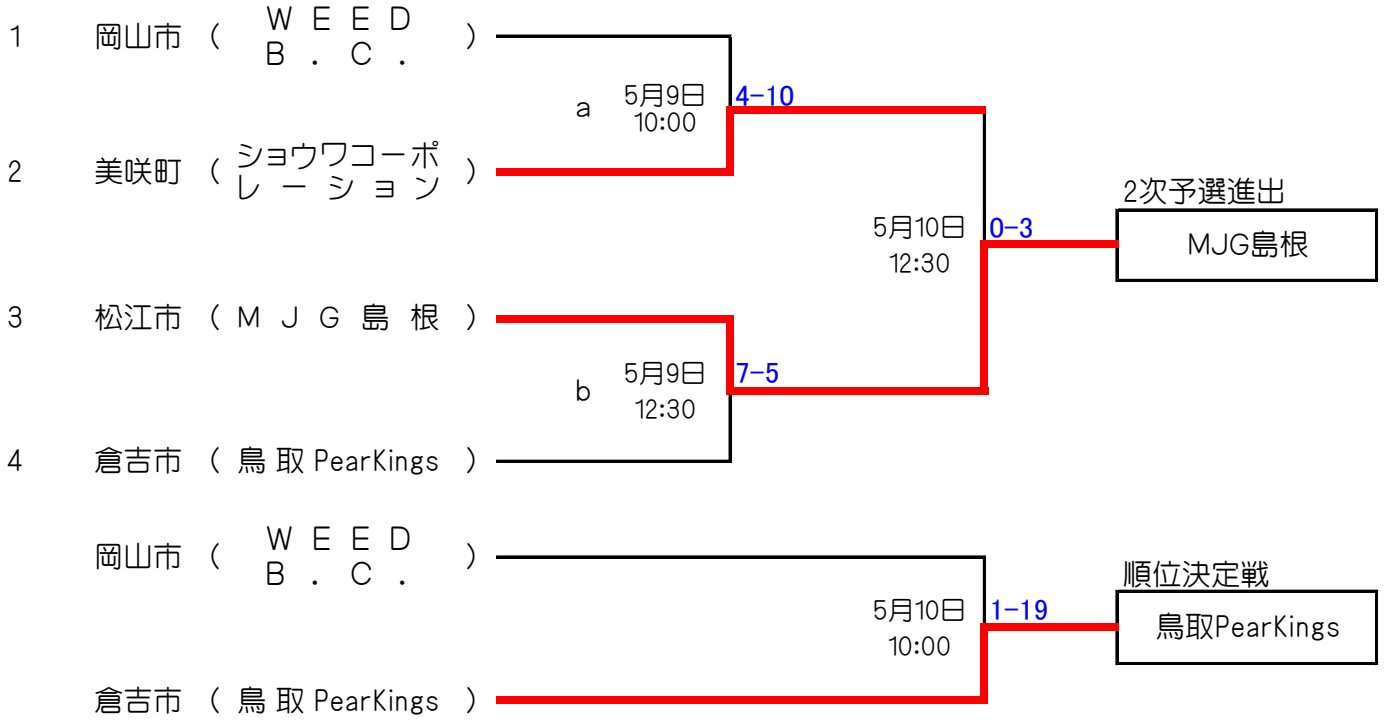 1 岡山市 ( WEED
B.C. )
a 5月9日 4-10
10:00
2 美咲町 ( ショウワコーポ
レーション )
2次予選進出
5月10日 0-3
12:30
MJG島根
3 松江市 ( MJG島根 )
b 5月9日 7-5
12:30
4 倉吉市 ( 鳥取PearKings )
岡山市 ( WEED
B.C. )
順位決定戦
5月10日 1-19
10:00
鳥取PearKings
倉吉市 ( 鳥取PearKings )